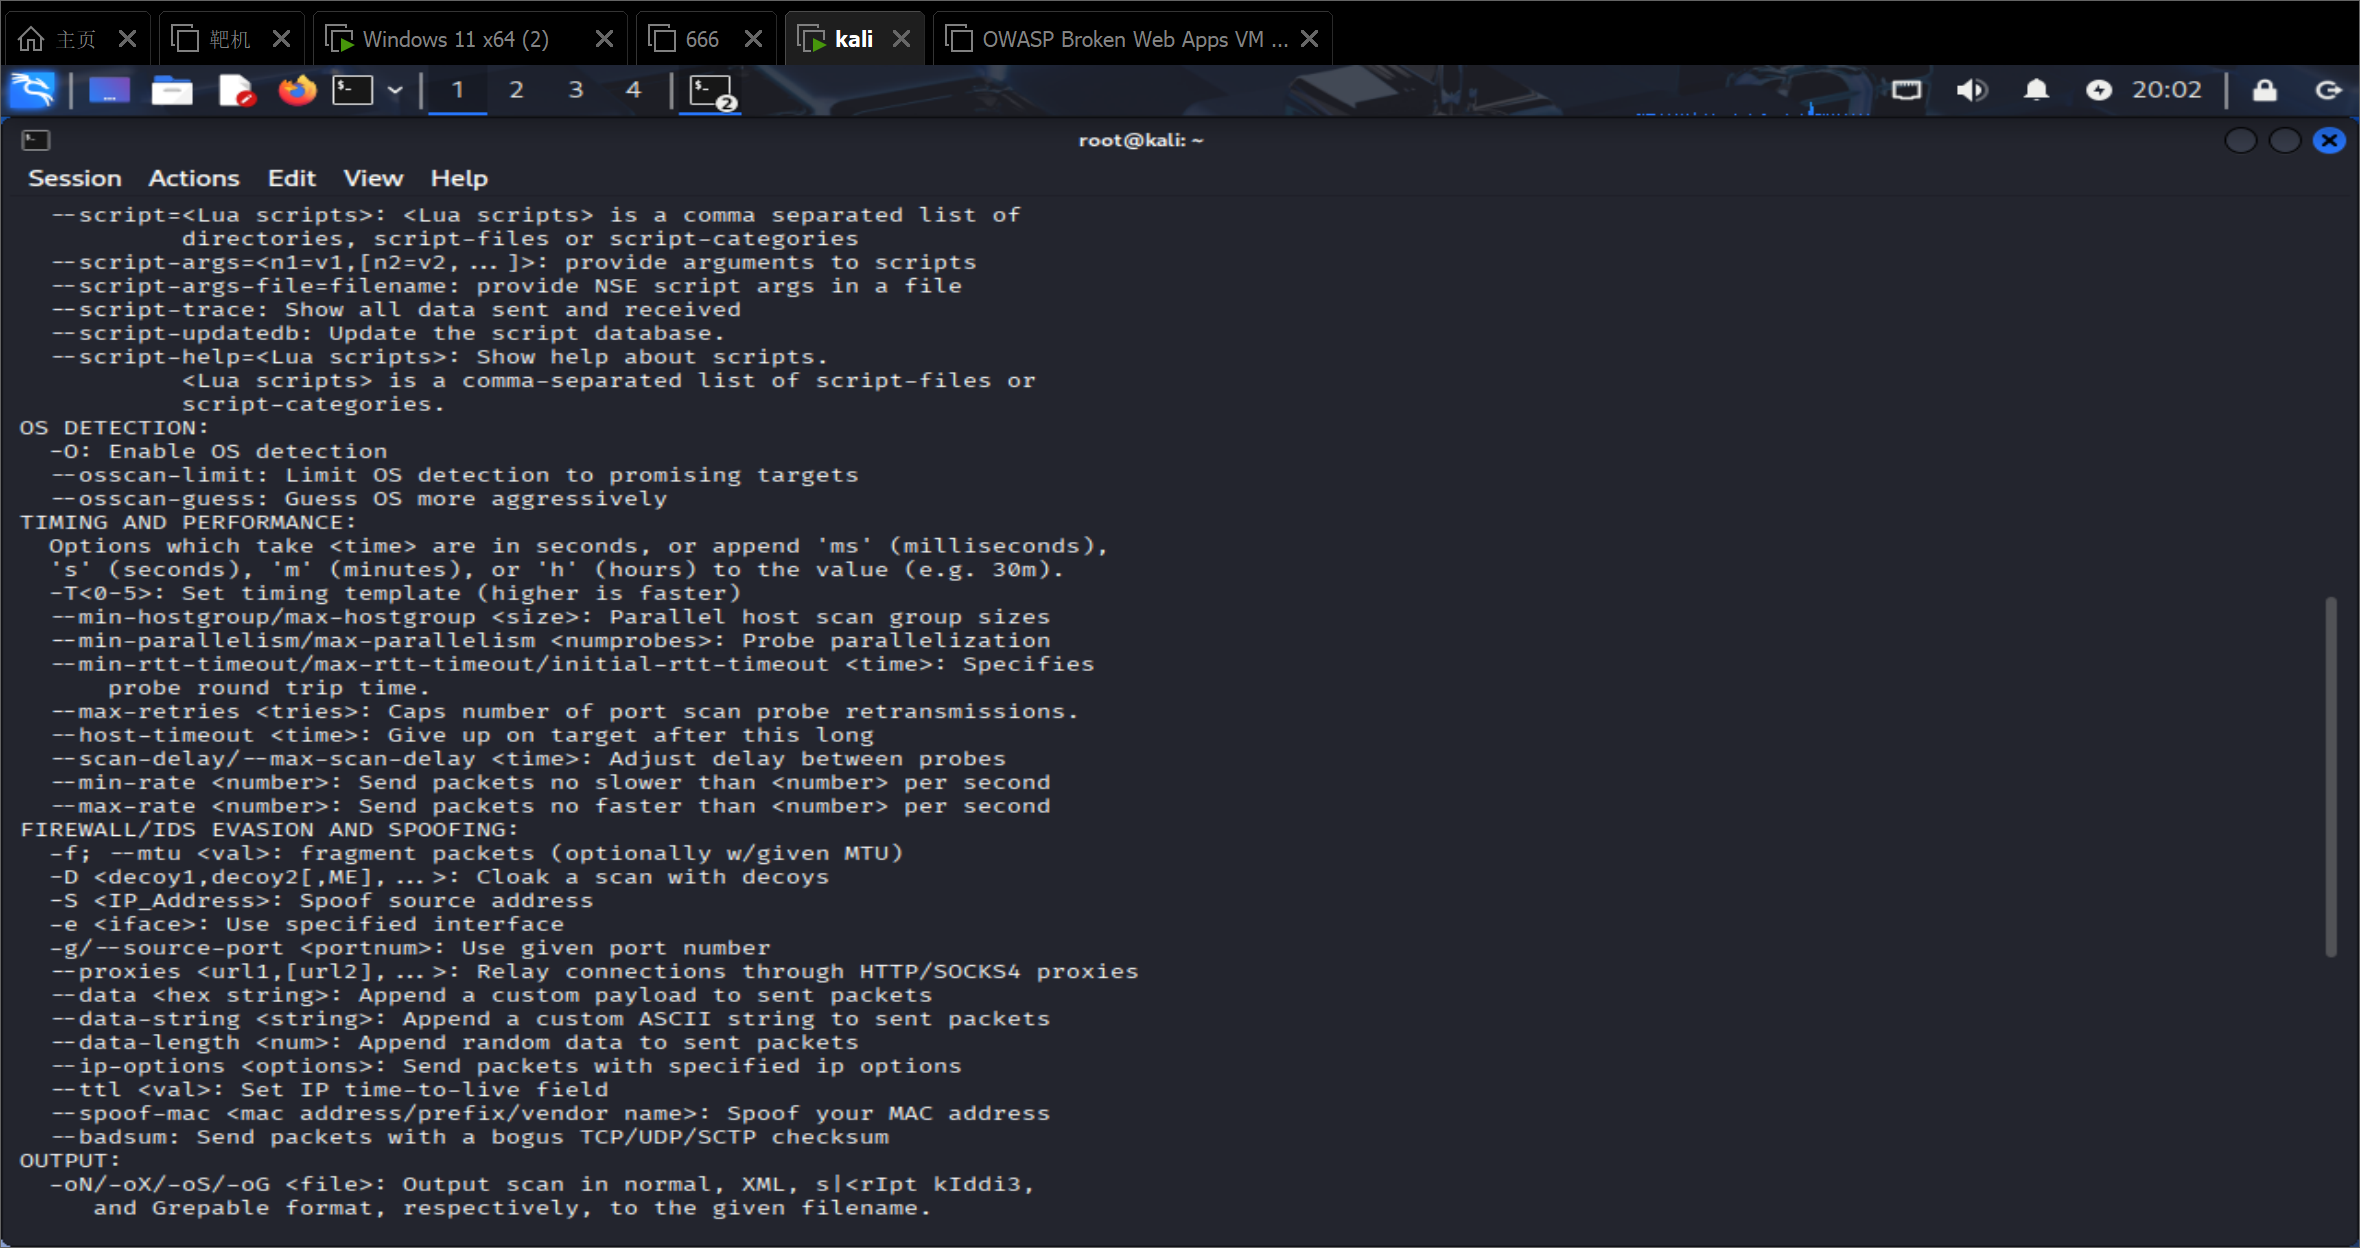 主页
靶机
Windows 11 x64 (2)
666
kali
OWASP Broken Web Apps VM ...
1 2 3 4
2
20:02
root@kali: ~
Session Actions Edit View Help
--script=<Lua scripts>: <Lua scripts> is a comma separated list of
directories, script-files or script-categories
--script-args=<n1=v1,[n2=v2,...]>: provide arguments to scripts
--script-args-file=filename: provide NSE script args in a file
--script-trace: Show all data sent and received
--script-updatedb: Update the script database.
--script-help=<Lua scripts>: Show help about scripts.
<Lua scripts> is a comma-separated list of script-files or
script-categories.
OS DETECTION:
-O: Enable OS detection
--osscan-limit: Limit OS detection to promising targets
--osscan-guess: Guess OS more aggressively
TIMING AND PERFORMANCE:
Options which take <time> are in seconds, or append 'ms' (milliseconds),
's' (seconds), 'm' (minutes), or 'h' (hours) to the value (e.g. 30m).
-T<0-5>: Set timing template (higher is faster)
--min-hostgroup/max-hostgroup <size>: Parallel host scan group sizes
--min-parallelism/max-parallelism <numprobes>: Probe parallelization
--min-rtt-timeout/max-rtt-timeout/initial-rtt-timeout <time>: Specifies
probe round trip time.
--max-retries <tries>: Caps number of port scan probe retransmissions.
--host-timeout <time>: Give up on target after this long
--scan-delay/--max-scan-delay <time>: Adjust delay between probes
--min-rate <number>: Send packets no slower than <number> per second
--max-rate <number>: Send packets no faster than <number> per second
FIREWALL/IDS EVASION AND SPOOFING:
-f; --mtu <val>: fragment packets (optionally w/given MTU)
-D <decoy1,decoy2[,ME],...>: Cloak a scan with decoys
-S <IP_Address>: Spoof source address
-e <iface>: Use specified interface
-g/--source-port <portnum>: Use given port number
--proxies <url1,[url2],...>: Relay connections through HTTP/SOCKS4 proxies
--data <hex string>: Append a custom payload to sent packets
--data-string <string>: Append a custom ASCII string to sent packets
--data-length <num>: Append random data to sent packets
--ip-options <options>: Send packets with specified ip options
--ttl <val>: Set IP time-to-live field
--spoof-mac <mac address/prefix/vendor name>: Spoof your MAC address
--badsum: Send packets with a bogus TCP/UDP/SCTP checksum
OUTPUT:
-oN/-oX/-oS/-oG <file>: Output scan in normal, XML, s|<rIpt kIddi3,
and Grepable format, respectively, to the given filename.